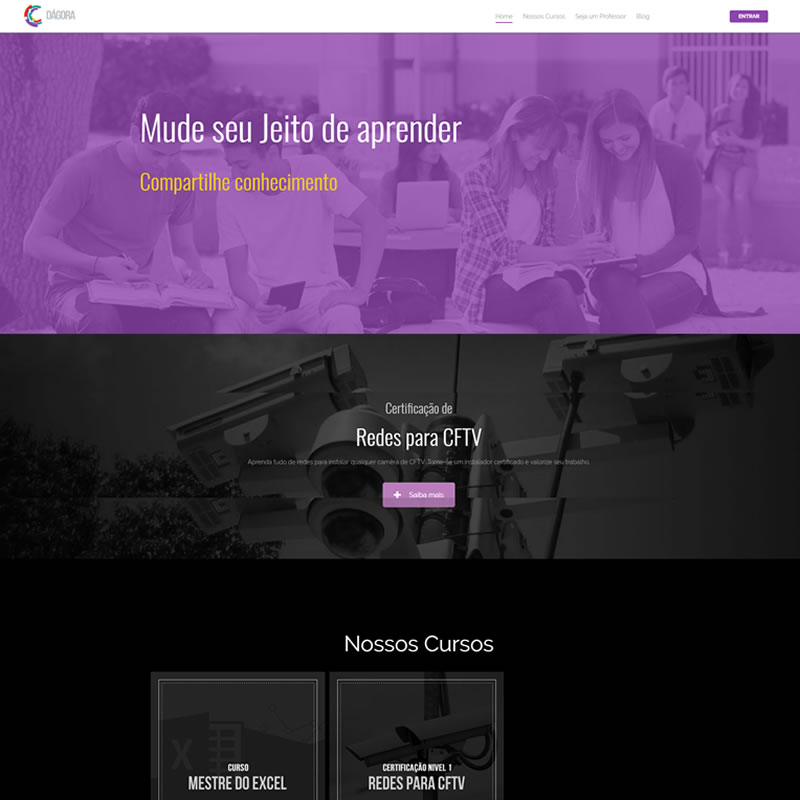 DÁGORA
Home Nossos Cursos Seja um Professor Blog
ENTRAR
Mude seu Jeito de aprender
Compartilhe conhecimento
Certificação de
Redes para CFTV
Aprenda tudo de redes para instalar qualquer camêra de CFTV. Torne-se um instalador certificado e valorize seu trabalho.
Saiba mais
Nossos Cursos
CURSO
MESTRE DO EXCEL
CERTIFICAÇÃO NIVEL 1
REDES PARA CFTV